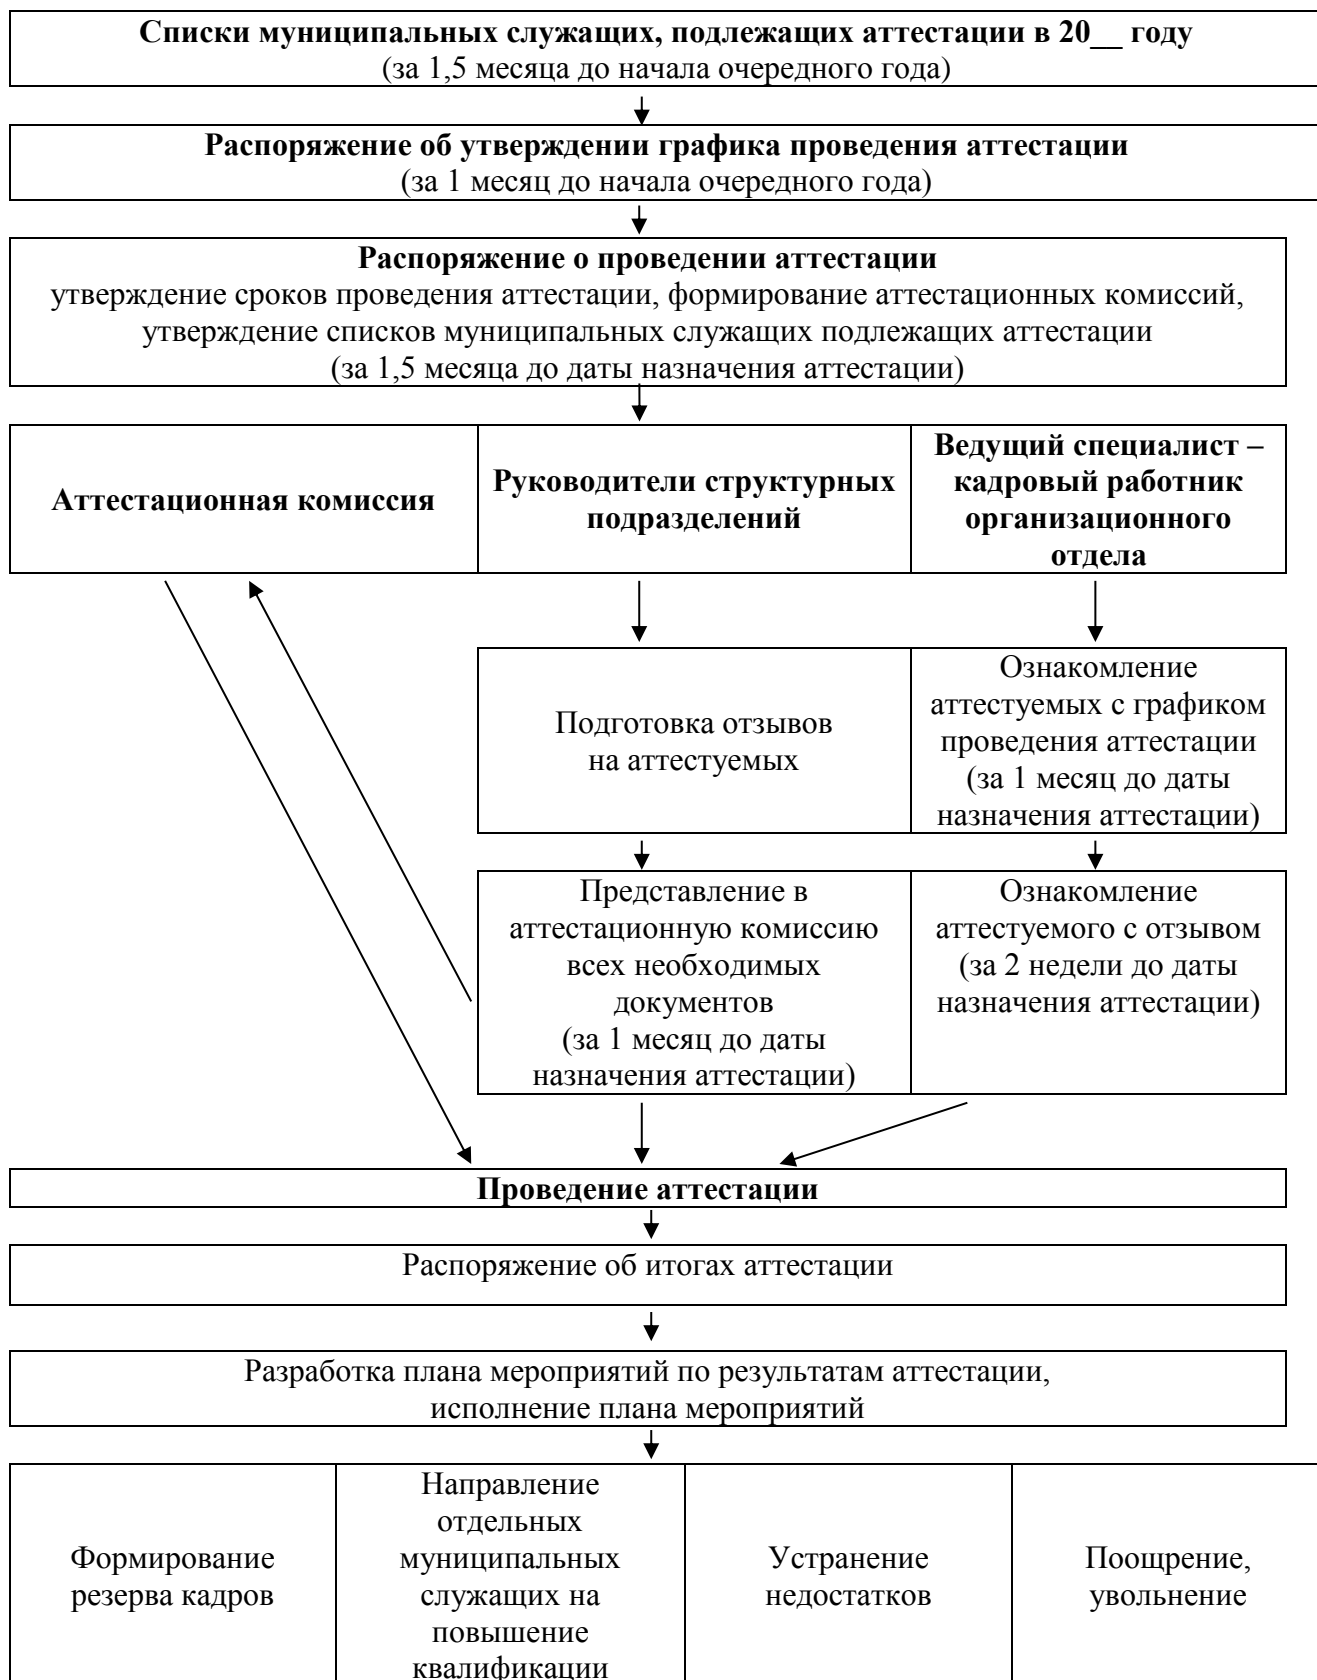 Списки муниципальных служащих, подлежащих аттестации в 20__ году
(за 1,5 месяца до начала очередного года)
Распоряжение об утверждении графика проведения аттестации
(за 1 месяц до начала очередного года)
Распоряжение о проведении аттестации
утверждение сроков проведения аттестации, формирование аттестационных комиссий,
утверждение списков муниципальных служащих подлежащих аттестации
(за 1,5 месяца до даты назначения аттестации)
Аттестационная комиссия
Руководители структурных
подразделений
Ведущий специалист –
кадровый работник
организационного
отдела
Подготовка отзывов
на аттестуемых
Ознакомление
аттестуемых с графиком
проведения аттестации
(за 1 месяц до даты
назначения аттестации)
Представление в
аттестационную комиссию
всех необходимых
документов
(за 1 месяц до даты
назначения аттестации)
Ознакомление
аттестуемого с отзывом
(за 2 недели до даты
назначения аттестации)
Проведение аттестации
Распоряжение об итогах аттестации
Разработка плана мероприятий по результатам аттестации,
исполнение плана мероприятий
Формирование
резерва кадров
Направление
отдельных
муниципальных
служащих на
повышение
квалификации
Устранение
недостатков
Поощрение,
увольнение